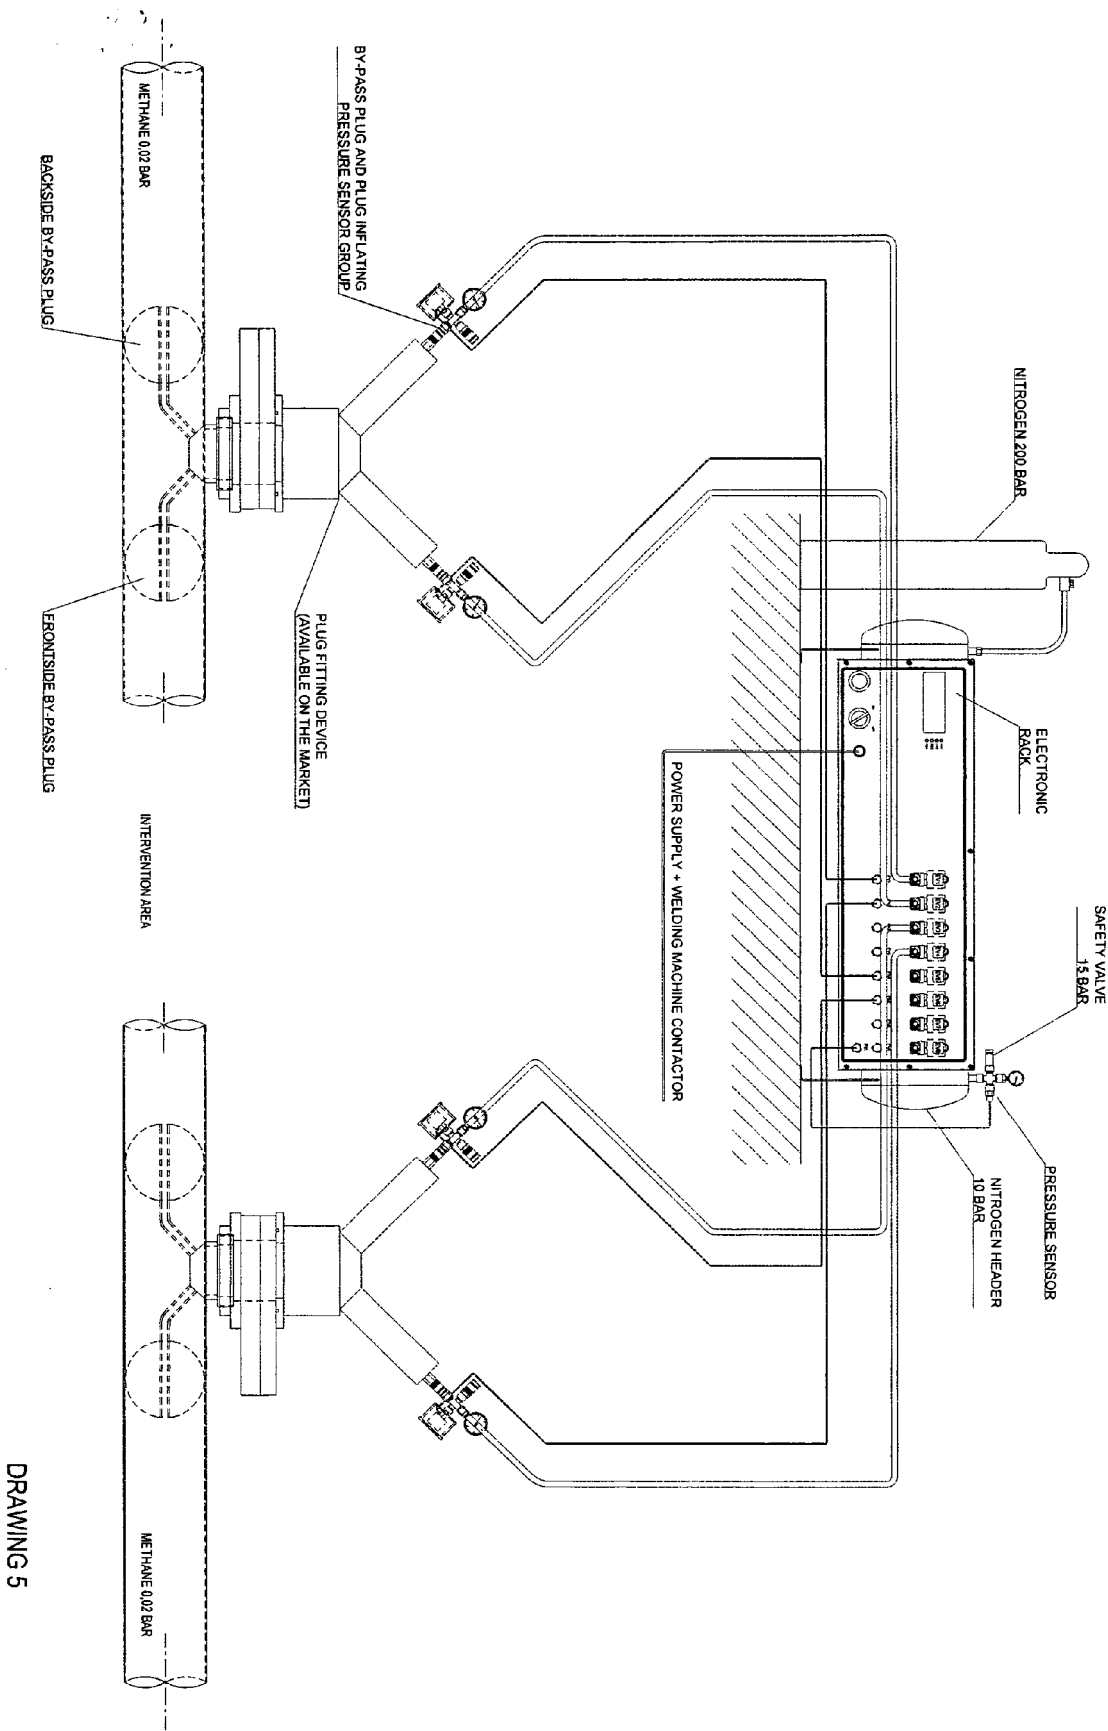 SAFETY VALVE
15 BAR
PRESSURE SENSOR
NITROGEN HEADER
10 BAR
NITROGEN 200 BAR
ELECTRONIC
RACK
POWER SUPPLY + WELDING MACHINE CONTACTOR
BY-PASS PLUG AND PLUG INFLATING
PRESSURE SENSOR GROUP
PLUG FITTING DEVICE
(AVAILABLE ON THE MARKET)
METHANE 0.02 BAR
INTERVENTION AREA
METHANE 0,02 BAR
BACKSIDE BY-PASS PLUG
FRONTSIDE BY-PASS PLUG
DRAWING 5